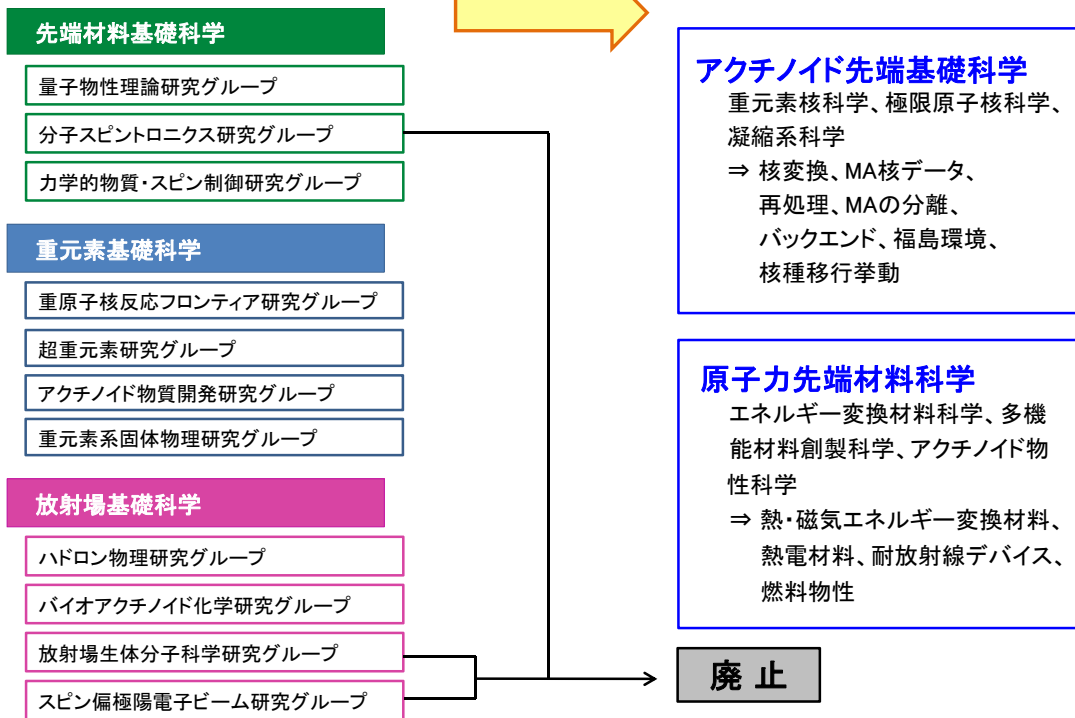 先端材料基礎科学
量子物性理論研究グループ
分子スピントロニクス研究グループ
力学的物質・スピン制御研究グループ
重元素基礎科学
重原子核反応フロンティア研究グループ
超重元素研究グループ
アクチノイド物質開発研究グループ
重元素系固体物理研究グループ
放射場基礎科学
ハドロン物理研究グループ
バイオアクチノイド化学研究グループ
放射場生体分子科学研究グループ
スピン偏極陽電子ビーム研究グループ
アクチノイド先端基礎科学
重元素核科学、極限原子核科学、
凝縮系科学
⇒ 核変換、MA核データ、
再処理、MAの分離、
バックエンド、福島環境、
核種移行挙動
原子力先端材料科学
エネルギー変換材料科学、多機
能材料創製科学、アクチノイド物
性科学
⇒ 熱・磁気エネルギー変換材料、
熱電材料、耐放射線デバイス、
燃料物性
廃 止